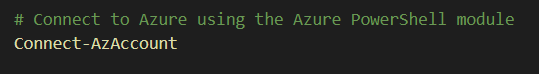 # Connect to Azure using the Azure PowerShell module
Connect-AzAccount